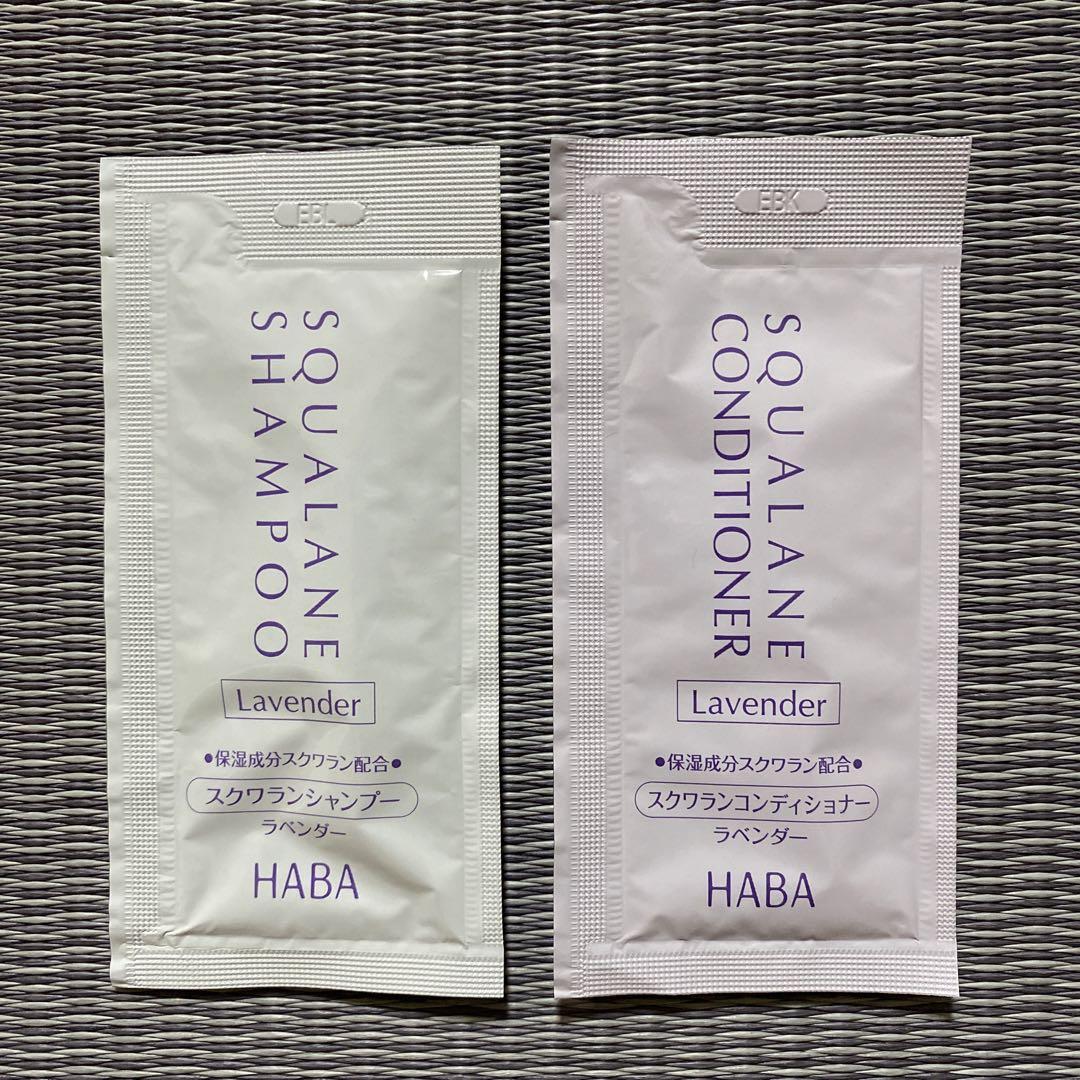 EBL
SQUALANE
SHAMPOO
Lavender
●保湿成分スクワラン配合●
スクワランシャンプー
ラベンダー
HABA
EBK
SQUALANE
CONDITIONER
Lavender
●保湿成分スクワラン配合●
スクワランコンディショナー
ラベンダー
HABA